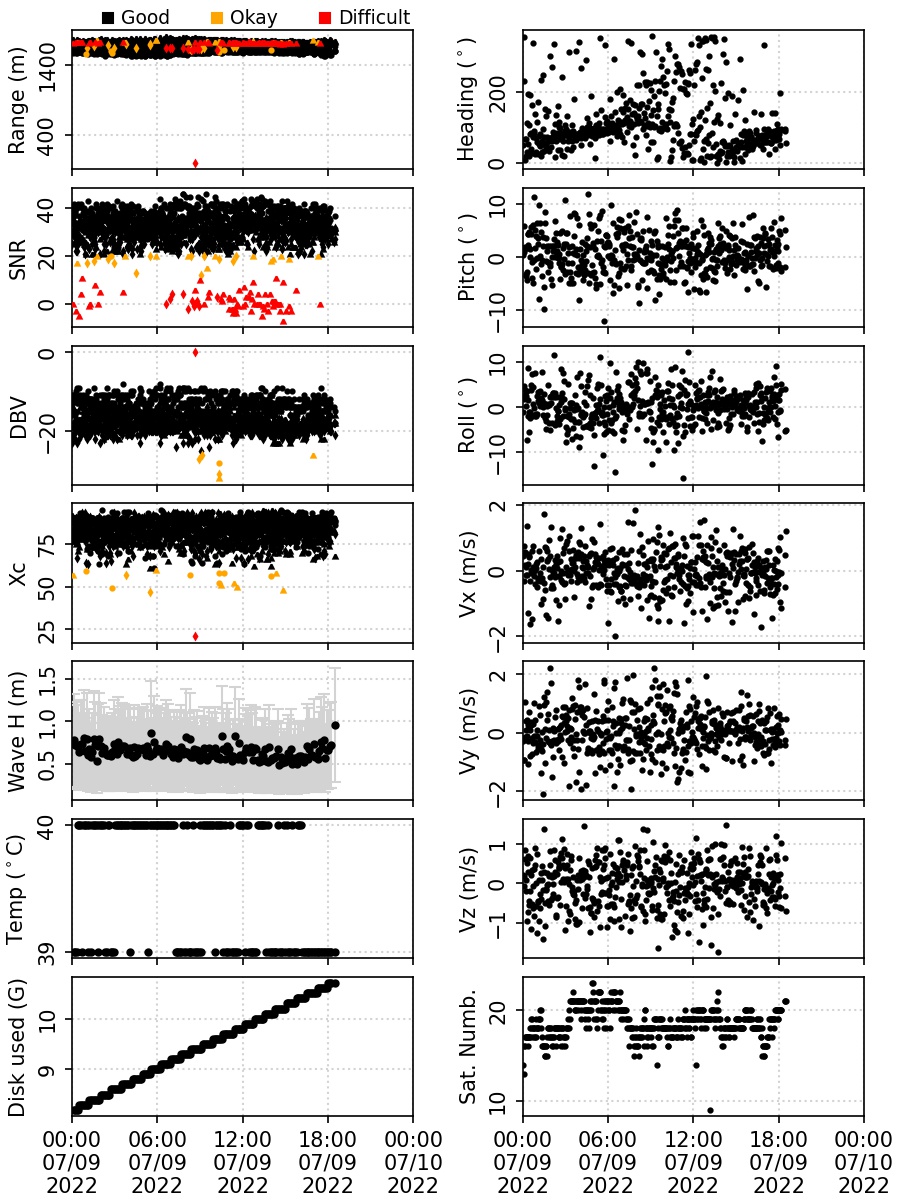 Good Okay Difficult
Range (m)
1400
400
Heading (°)
200
0
SNR
40
20
0
Pitch (°)
10
0
−10
DBV
0
−20
Roll (°)
10
0
−10
Xc
75
50
25
Vx (m/s)
2
0
−2
Wave H (m)
1.5
1.0
0.5
Vy (m/s)
2
0
−2
Temp (°C)
40
39
Vz (m/s)
1
0
−1
Disk used (G)
10
9
Sat. Numb.
20
10
00:00 06:00 12:00 18:00 00:00 00:00 06:00 12:00 18:00 00:00
07/09 07/09 07/09 07/09 07/10 07/09 07/09 07/09 07/09 07/10
2022 2022 2022 2022 2022 2022 2022 2022 2022 2022